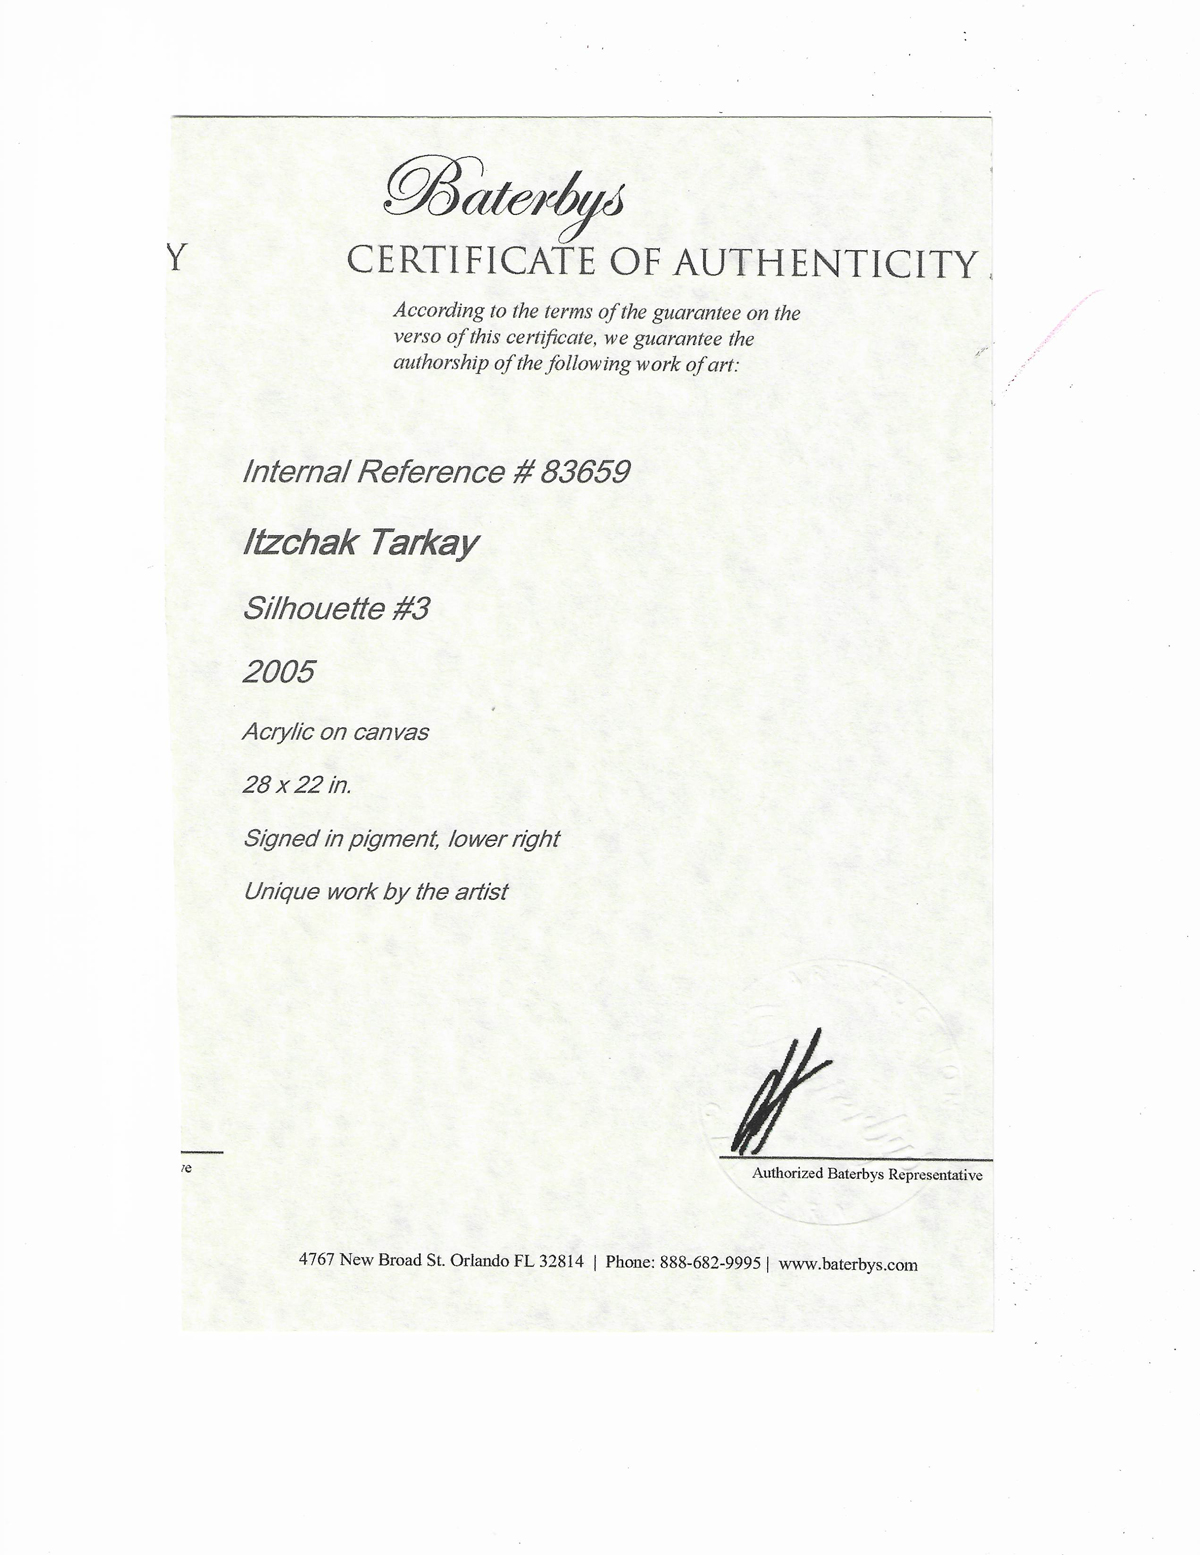 Baterbys
Y CERTIFICATE OF AUTHENTICITY
According to the terms of the guarantee on the
verso of this certificate, we guarantee the
authorship of the following work of art:
Internal Reference # 83659
Itzchak Tarkay
Silhouette #3
2005
Acrylic on canvas
28 x 22 in.
Signed in pigment, lower right
Unique work by the artist
Authorized Baterbys Representative
4767 New Broad St. Orlando FL 32814 | Phone: 888-682-9995 | www.baterbys.com